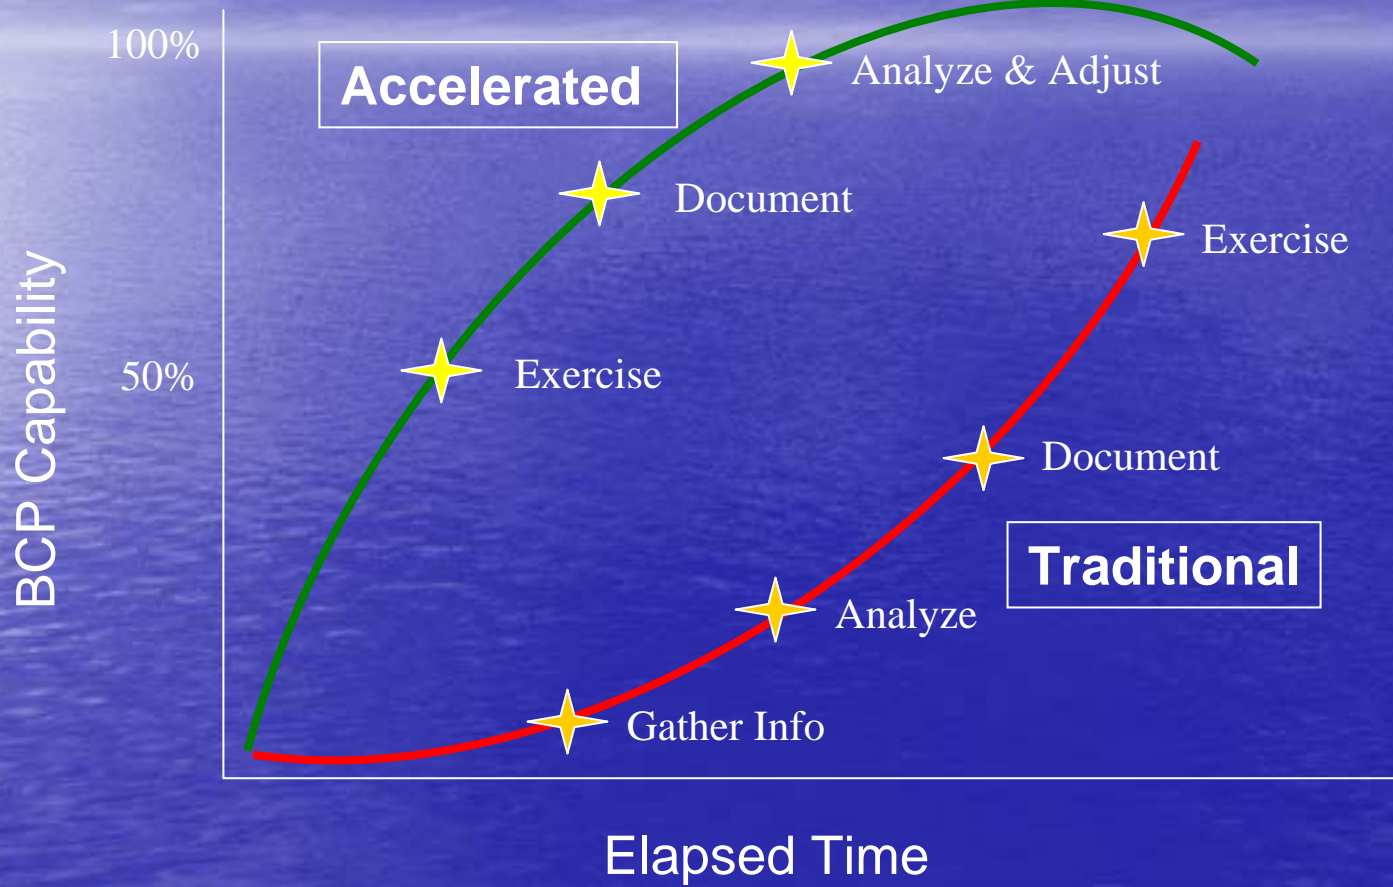 100%
Accelerated
Analyze & Adjust
Document
Exercise
BCP Capability
50%
Exercise
Document
Traditional
Analyze
Gather Info
Elapsed Time